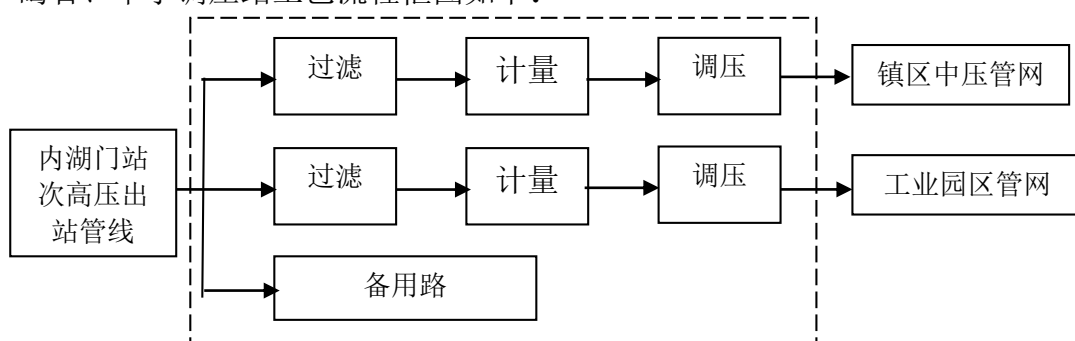 过滤
计量
调压
镇区中压管网
内湖门站
次高压出
站管线
过滤
计量
调压
工业园区管网
备用路